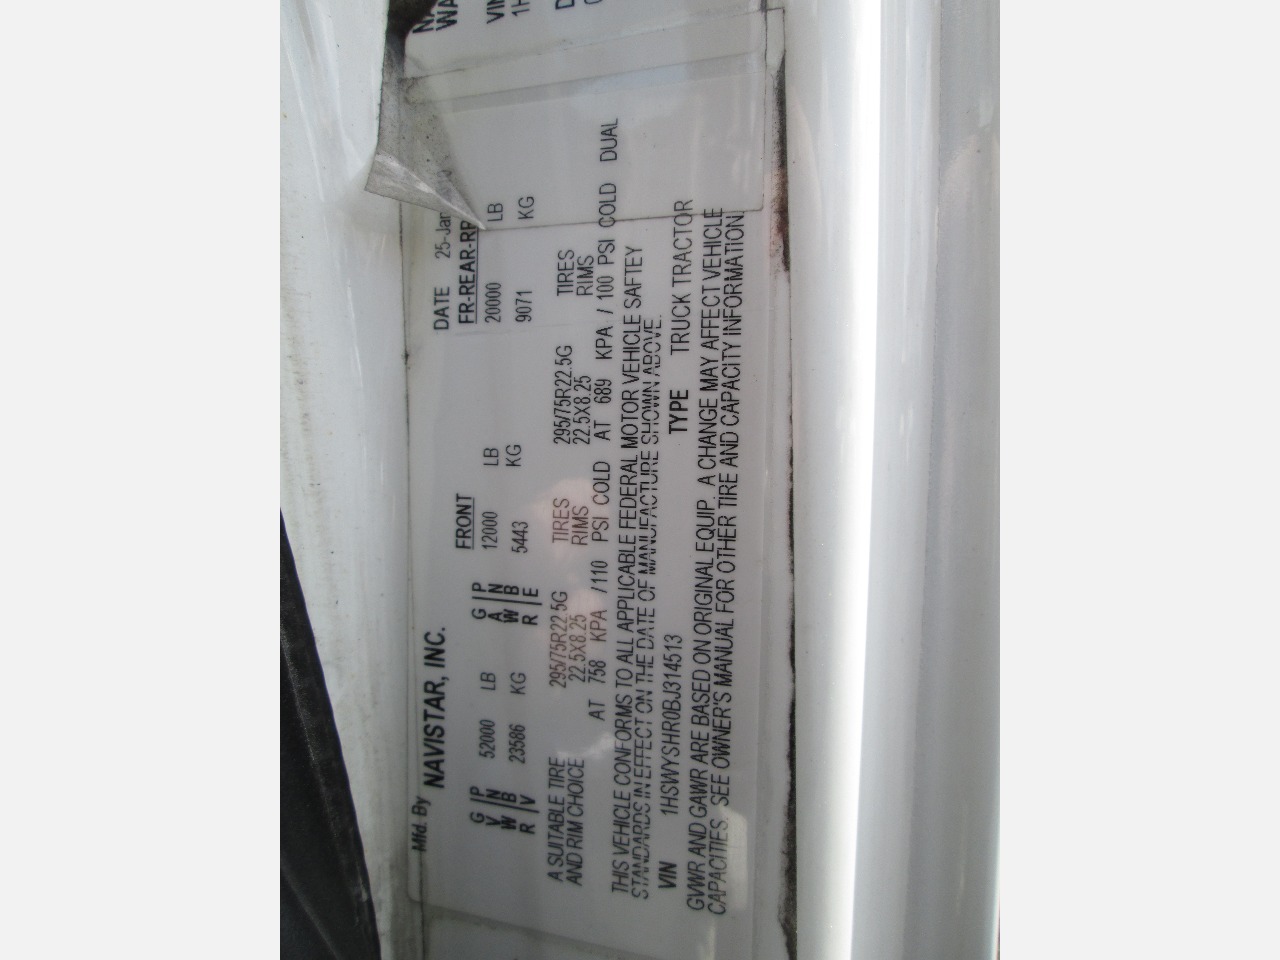 Mfd. By NAVISTAR, INC. DATE 25-Jan
FRONT FR-REAR-RR
G P 52000 LB G P 12000 LB 20000 LB
V N A N
W B 23586 KG W B 5443 KG 9071 KG
R V R E
A SUITABLE TIRE 295/75R22.5G TIRES 295/75R22.5G TIRES
AND RIM CHOICE 22.5X8.25 RIMS 22.5X8.25 RIMS
AT 758 KPA /110 PSI COLD AT 689 KPA / 100 PSI COLD DUAL
THIS VEHICLE CONFORMS TO ALL APPLICABLE FEDERAL MOTOR VEHICLE SAFTEY
STANDARDS IN EFFECT ON THE DATE OF MANUFACTURE SHOWN ABOVE.
VIN 1HSWYSHR0BJ314513 TYPE TRUCK TRACTOR
GVWR AND GAWR ARE BASED ON ORIGINAL EQUIP. A CHANGE MAY AFFECT VEHICLE
CAPACITIES. SEE OWNER'S MANUAL FOR OTHER TIRE AND CAPACITY INFORMATION.
WA
VIN
1H